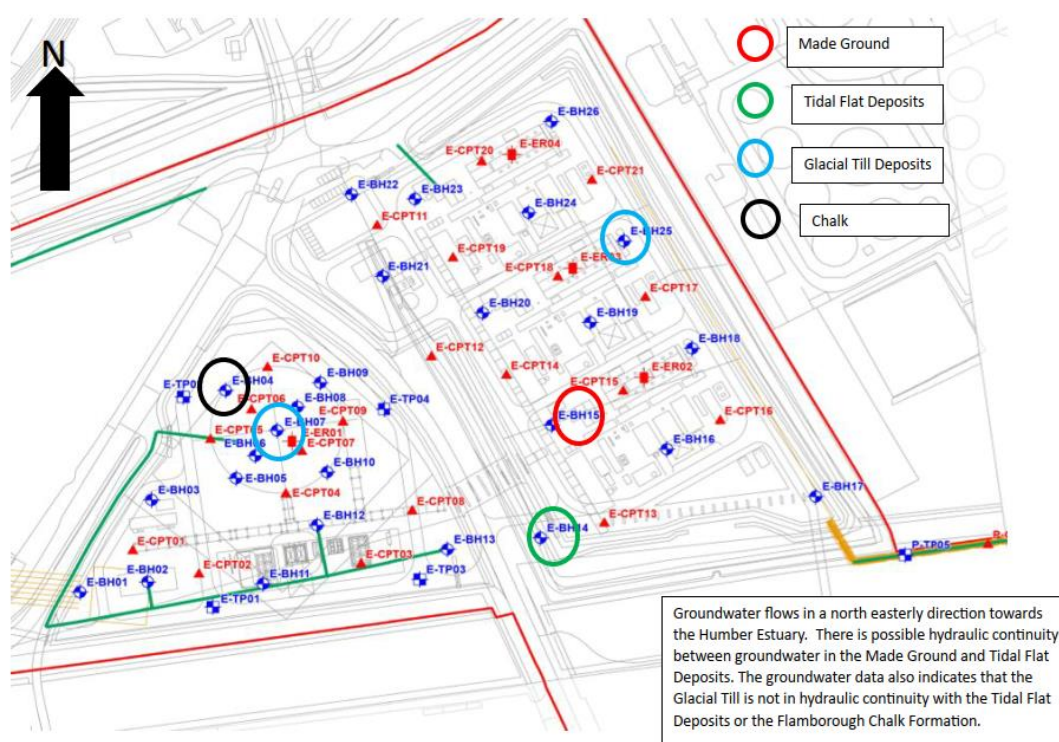 N
Made Ground
Tidal Flat Deposits
Glacial Till Deposits
Chalk
E-BH26
E-ER04
E-CPT20
E-CPT21
E-BH22
E-BH23
E-BH24
E-CPT11
E-BH25
E-CPT19
E-CPT18
E-BH21
E-CPT17
E-BH20
E-BH19
E-BH18
E-CPT12
E-CPT10
E-CPT14
E-ER02
E-BH09
E-CPT15
E-BH04
E-CPT06
E-BH08
E-TP04
E-CPT09
E-BH15
E-CPT16
E-BH07
E-CPT05
E-ER01
E-CPT07
E-BH06
E-BH16
E-BH10
E-BH05
E-CPT04
E-BH03
E-CPT08
E-BH17
E-BH12
E-CPT13
E-BH14
E-CPT01
E-BH13
P-TP05
E-CPT03
E-CPT02
E-BH02
E-BH01
E-BH11
E-TP03
E-TP01
Groundwater flows in a north easterly direction towards
the Humber Estuary. There is possible hydraulic continuity
between groundwater in the Made Ground and Tidal Flat
Deposits. The groundwater data also indicates that the
Glacial Till is not in hydraulic continuity with the Tidal Flat
Deposits or the Flamborough Chalk Formation.